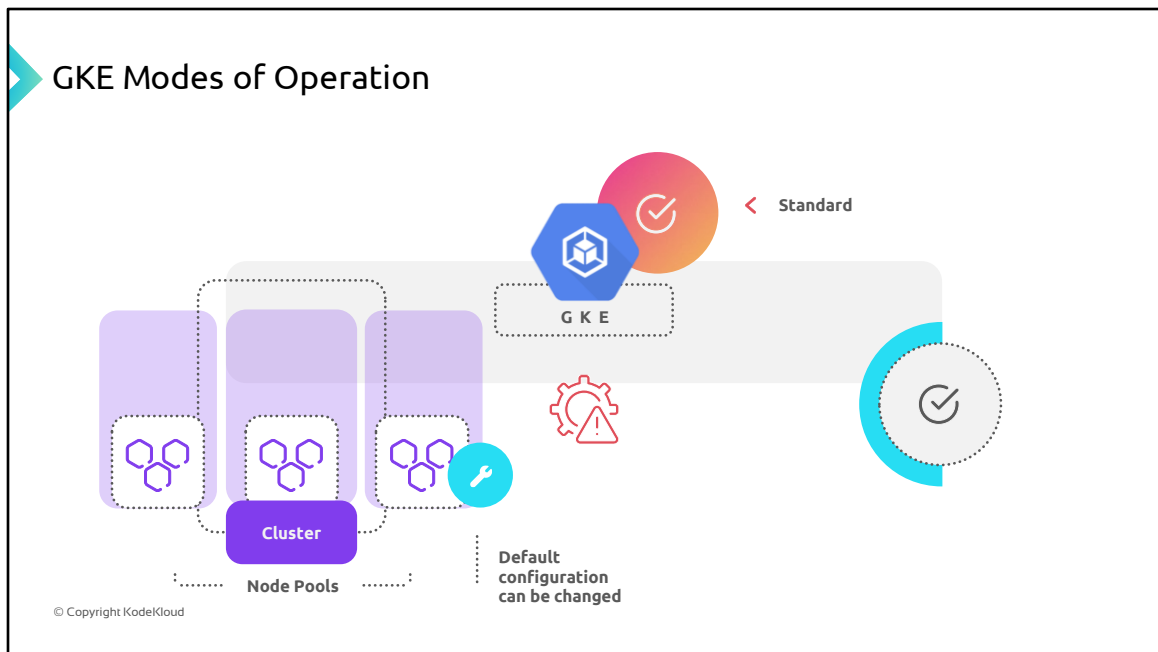 GKE Modes of Operation
Standard
G K E
Cluster
Node Pools
Default
configuration
can be changed
© Copyright KodeKloud